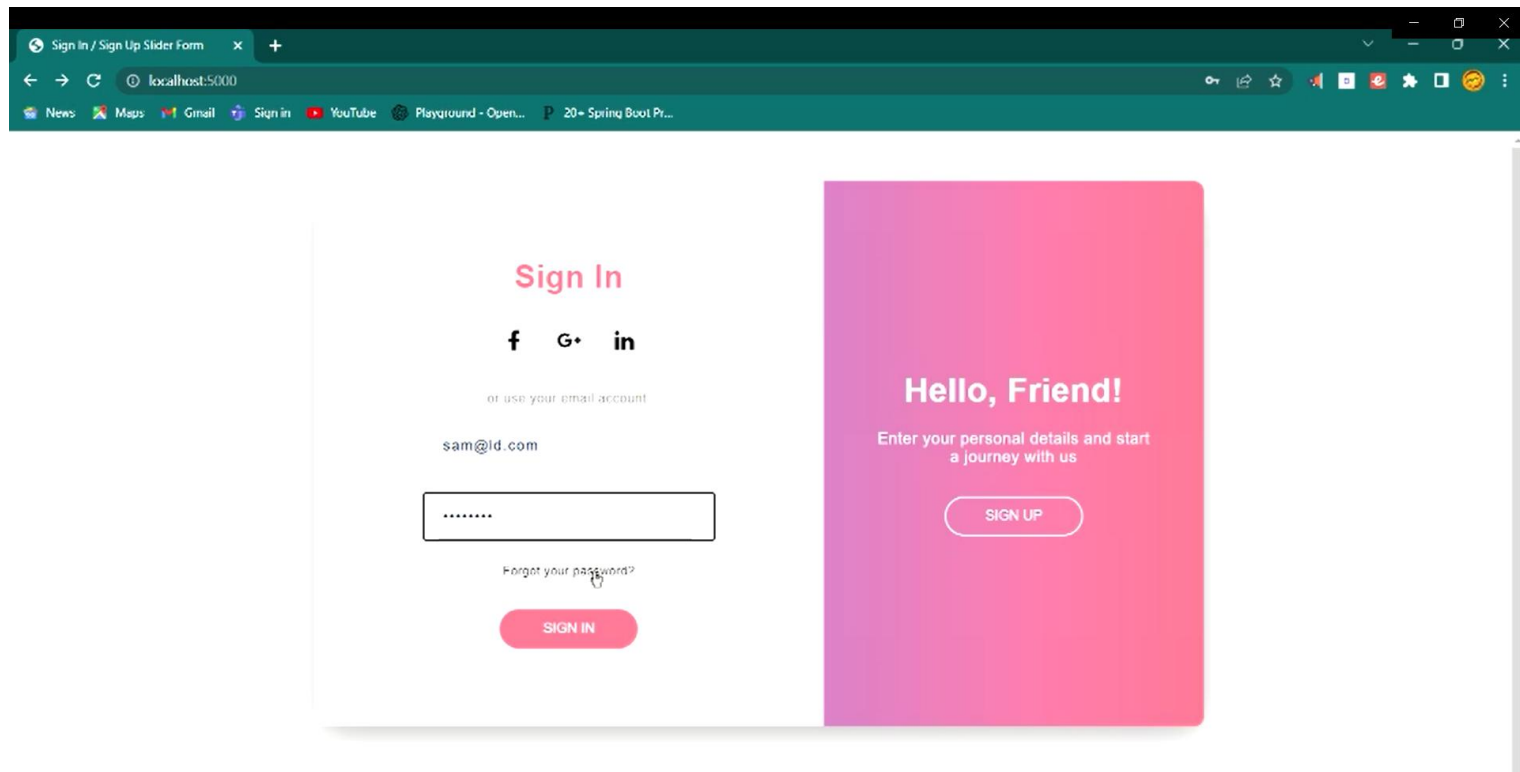 Sign In / Sign Up Slider Form
localhost:5000
News Maps Gmail Sign in YouTube Playground - Open... 20+ Spring Boot Pr...
Sign In
f G+ in
or use your email account
sam@ld.com
Forgot your password?
SIGN IN
Hello, Friend!
Enter your personal details and start
a journey with us
SIGN UP